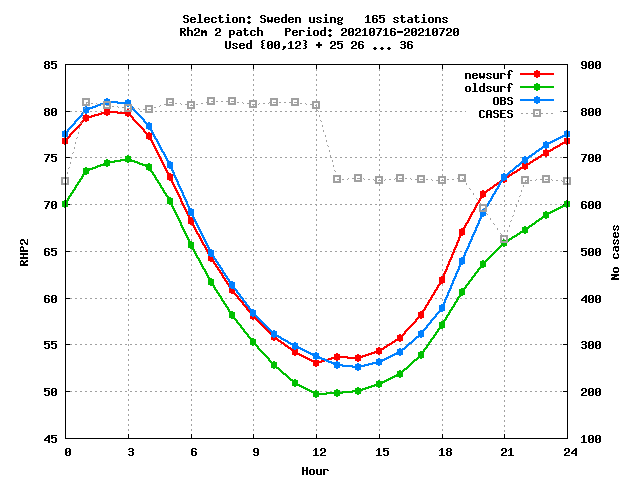 Selection: Sweden using   165 stations
Rh2m 2 patch   Period: 20210716-20210720
Used {00,12} + 25 26 ... 36
85 900
newsurf
oldsurf
OBS
CASES
80 800
75 700
70 600
65 500
60 400
55 300
50 200
45 100
RHP2
No cases
0 3 6 9 12 15 18 21 24
Hour